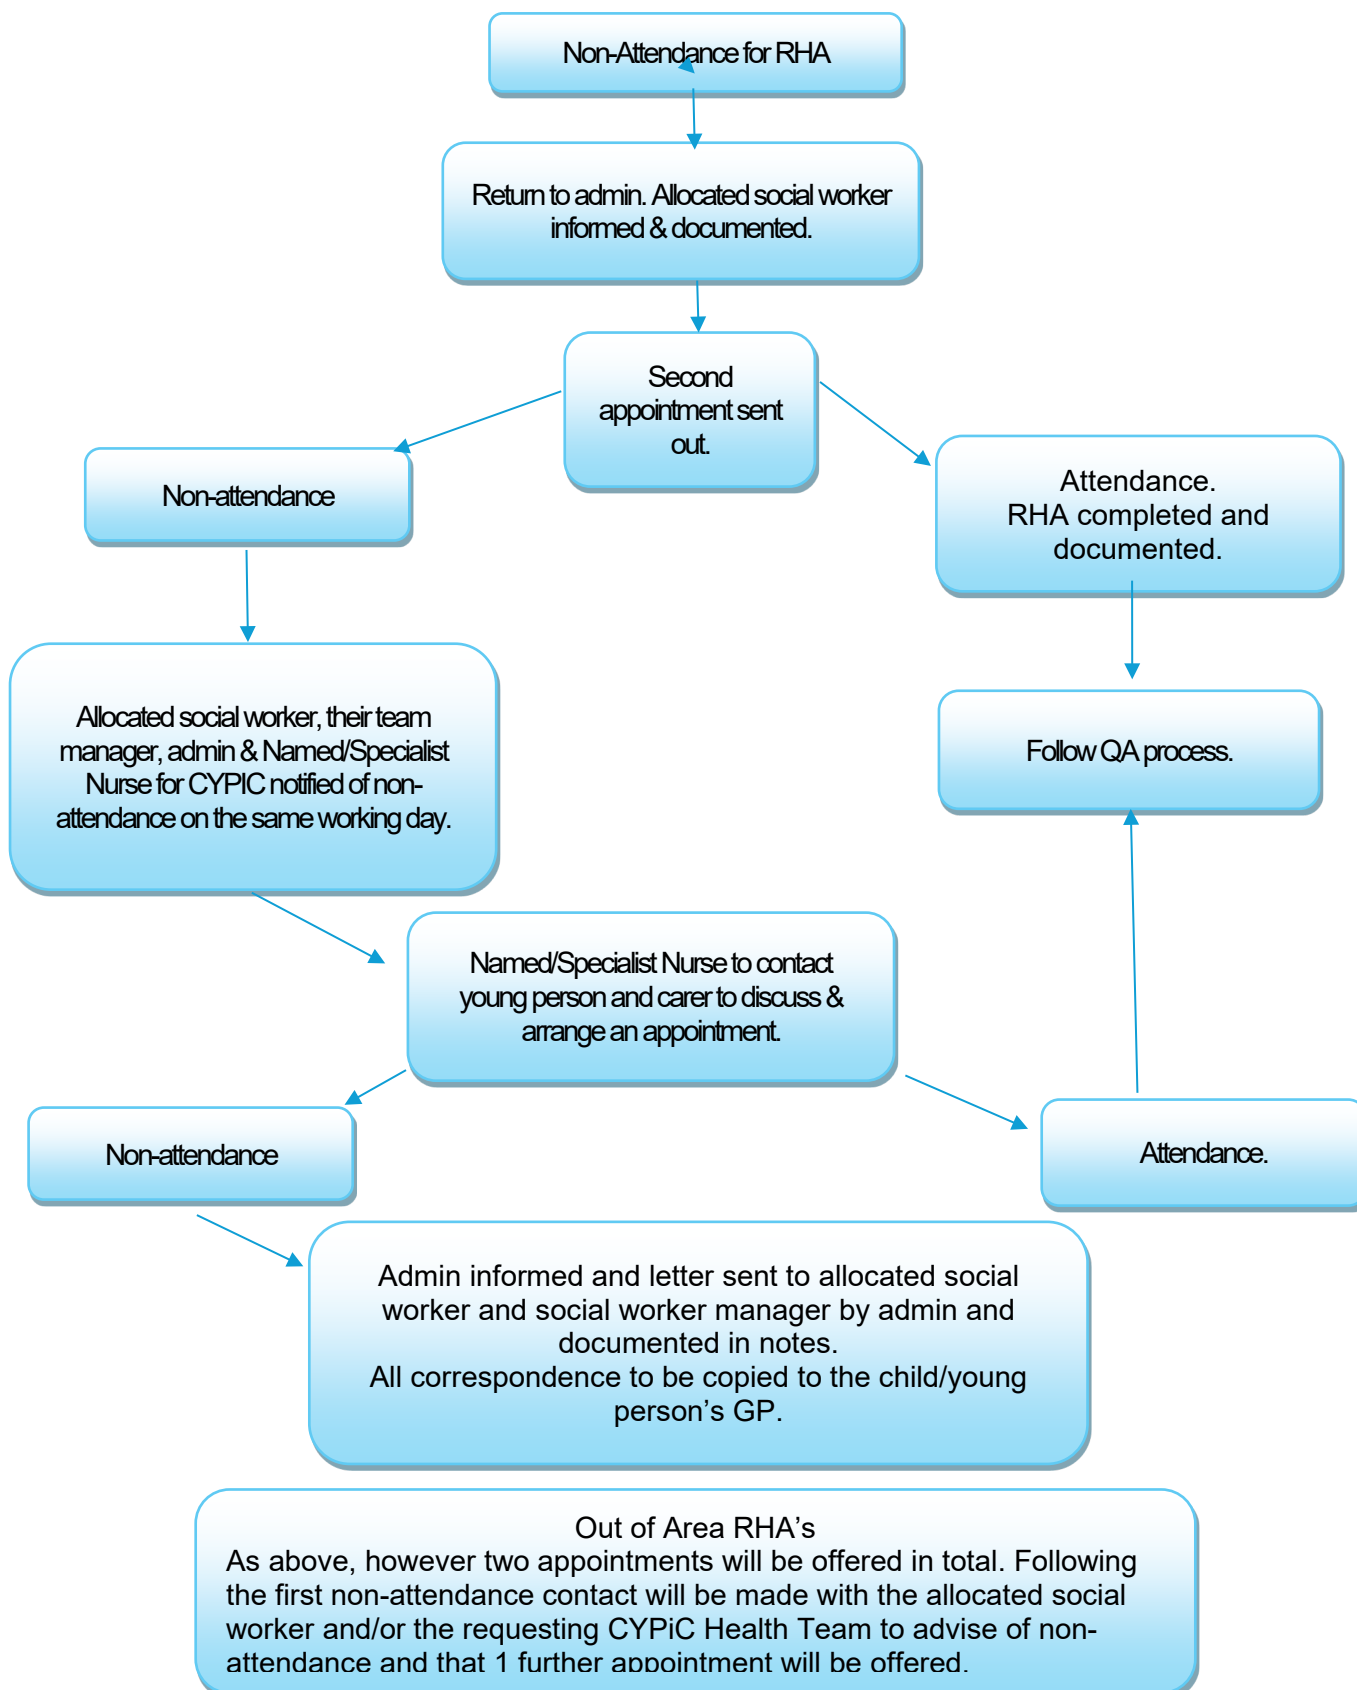 Non-Attendance for RHA
Return to admin. Allocated social worker
informed & documented.
Second
appointment sent
out.
Non-attendance
Attendance.
RHA completed and
documented.
Allocated social worker, their team
manager, admin & Named/Specialist
Nurse for CYPIC notified of non-
attendance on the same working day.
Follow QA process.
Named/Specialist Nurse to contact
young person and carer to discuss &
arrange an appointment.
Non-attendance
Attendance.
Admin informed and letter sent to allocated social
worker and social worker manager by admin and
documented in notes.
All correspondence to be copied to the child/young
person’s GP.
Out of Area RHA’s
As above, however two appointments will be offered in total. Following
the first non-attendance contact will be made with the allocated social
worker and/or the requesting CYPiC Health Team to advise of non-
attendance and that 1 further appointment will be offered.